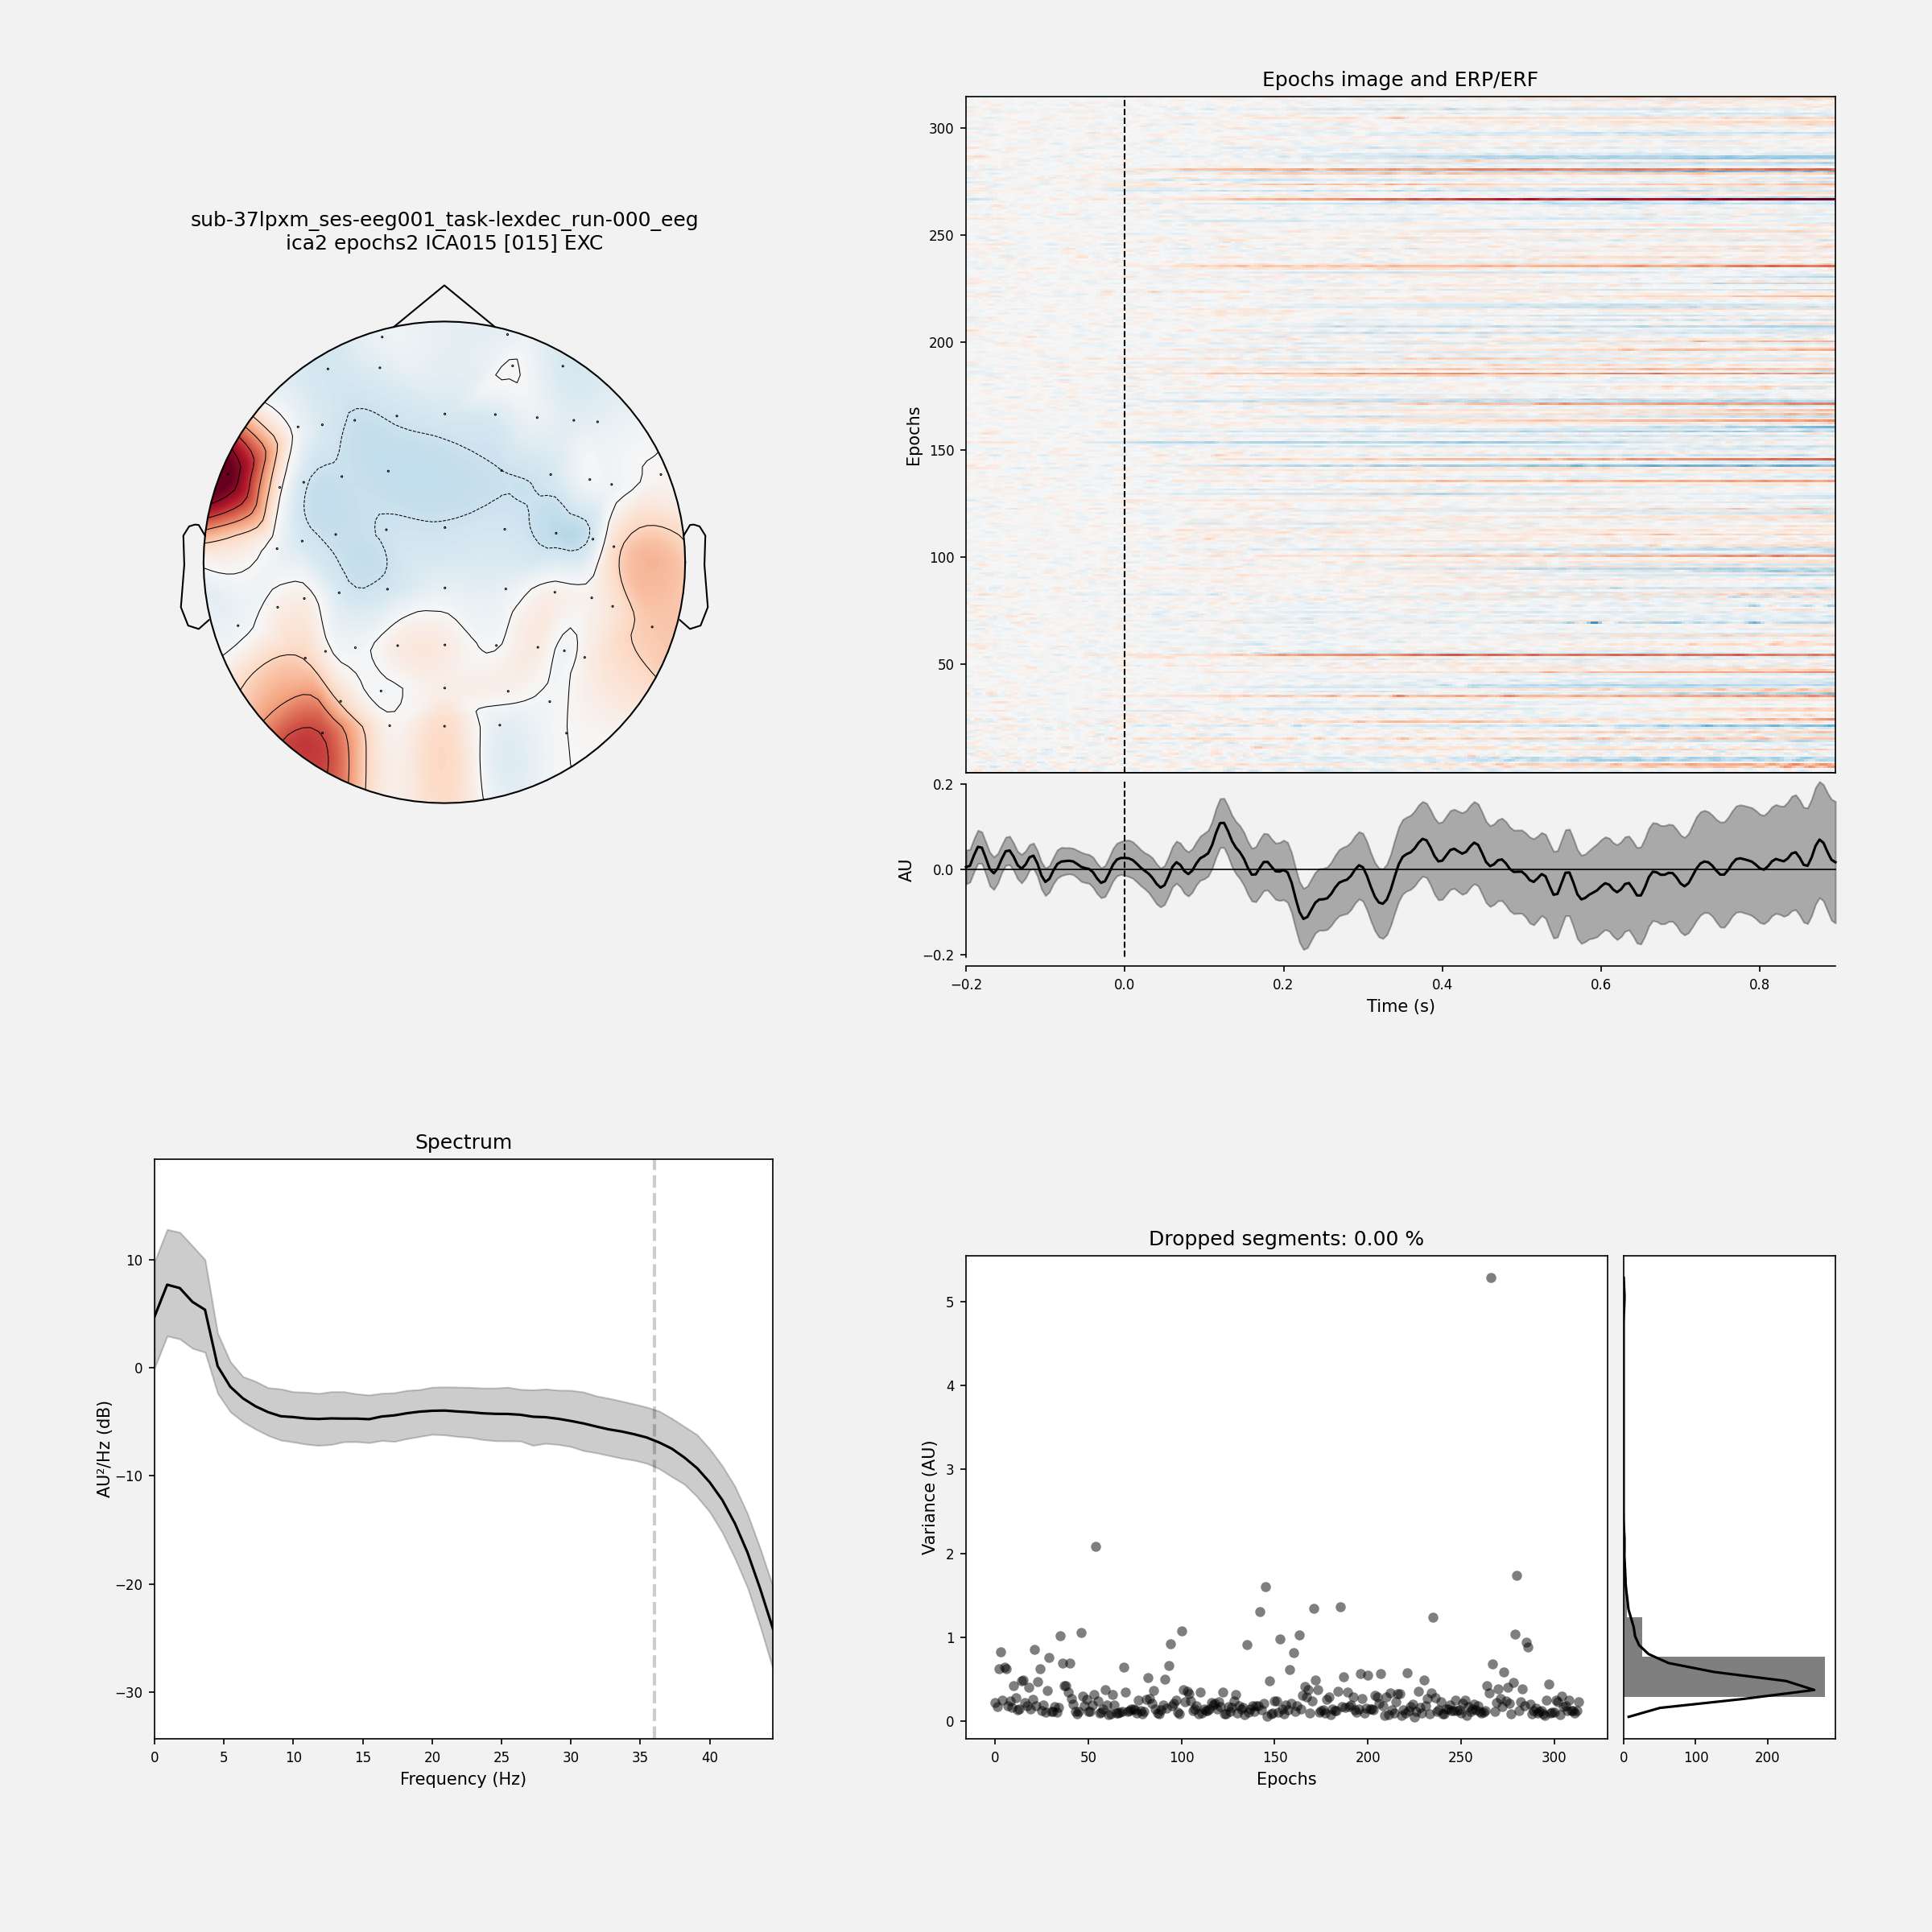 sub-37lpxm_ses-eeg001_task-lexdec_run-000_eeg
ica2 epochs2 ICA015 [015] EXC
Epochs image and ERP/ERF
Epochs
300
250
200
150
100
50
AU
0.2
0.0
−0.2
−0.2 0.0 0.2 0.4 0.6 0.8
Time (s)
Spectrum
AU²/Hz (dB)
10
0
−10
−20
−30
0 5 10 15 20 25 30 35 40
Frequency (Hz)
Dropped segments: 0.00 %
Variance (AU)
5
4
3
2
1
0
0 50 100 150 200 250 300
Epochs
0 100 200